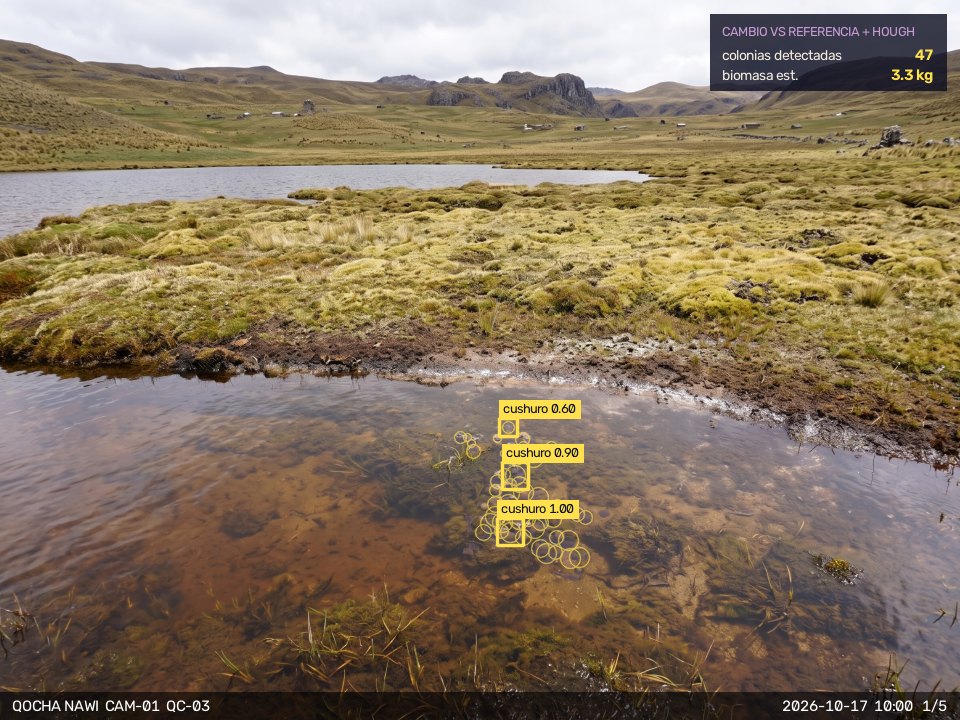 CAMBIO VS REFERENCIA + HOUGH
colonias detectadas 47
biomasa est. 3.3 kg
cushuro 0.60
cushuro 0.90
cushuro 1.00
QOCHA NAWI CAM-01 QC-03 2026-10-17 10:00 1/5